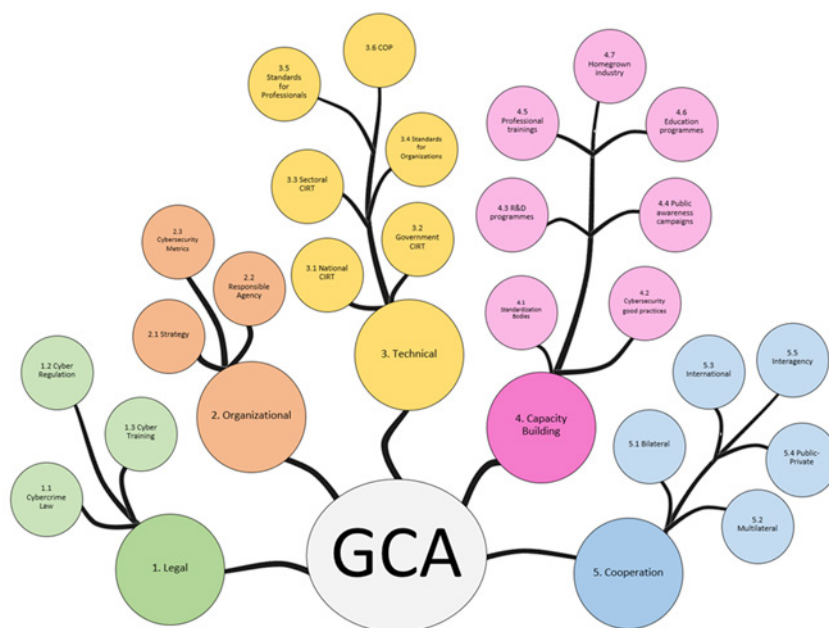 GCA
1. Legal
1.1
Cybercrime
Law
1.2 Cyber
Regulation
1.3 Cyber
Training
2. Organizational
2.1 Strategy
2.2
Responsible
Agency
2.3
Cybersecurity
Metrics
3. Technical
3.1 National
CIRT
3.2
Government
CIRT
3.3 Sectoral
CIRT
3.4 Standards
for
Organizations
3.5
Standards
for
Professionals
3.6 COP
4. Capacity
Building
4.1
Standardization
Bodies
4.2
Cybersecurity
good practices
4.3 R&D
programmes
4.4 Public
awareness
campaigns
4.5
Professional
trainings
4.6
Education
programmes
4.7
Homegrown
industry
5. Cooperation
5.1 Bilateral
5.2
Multilateral
5.3
International
5.4 Public-
Private
5.5
Interagency